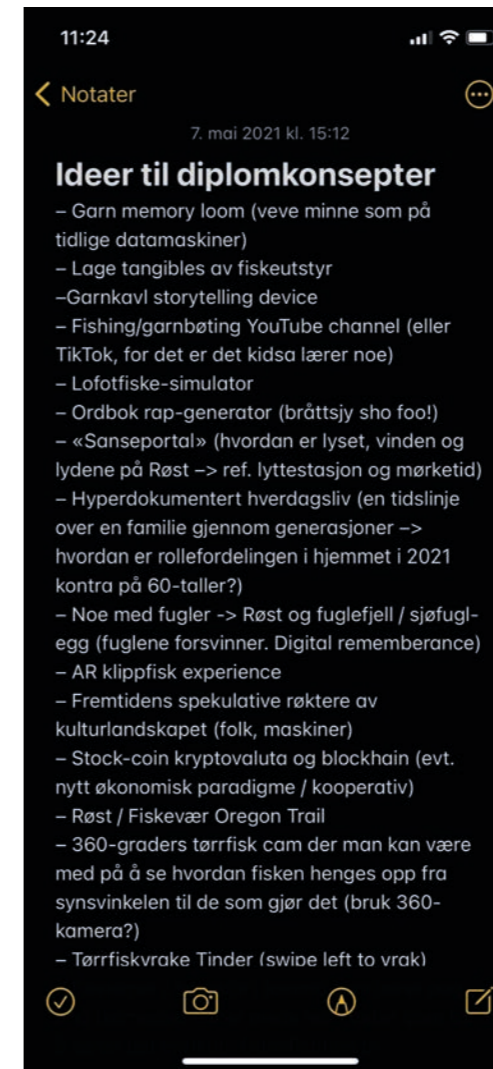 11:24
Notater
7. mai 2021 kl. 15:12
Ideer til diplomkonsepter
– Garn memory loom (veve minne som på
tidlige datamaskiner)
– Lage tangibles av fiskeutstyr
–Garnkavl storytelling device
– Fishing/garnbøting YouTube channel (eller
TikTok, for det er det kidsa lærer noe)
– Lofotfiske-simulator
– Ordbok rap-generator (bråttsjy sho foo!)
– «Sanseportal» (hvordan er lyset, vinden og
lydene på Røst –> ref. lyttestasjon og mørketid)
– Hyperdokumentert hverdagsliv (en tidslinje
over en familie gjennom generasjoner –>
hvordan er rollefordelingen i hjemmet i 2021
kontra på 60-taller?)
– Noe med fugler -> Røst og fuglefjell / sjøfugl-
egg (fuglene forsvinner. Digital rememberance)
– AR klippfisk experience
– Fremtidens spekulative røktere av
kulturlandskapet (folk, maskiner)
– Stock-coin kryptovaluta og blockhain (evt.
nytt økonomisk paradigme / kooperativ)
– Røst / Fiskevær Oregon Trail
– 360-graders tørrfisk cam der man kan være
med på å se hvordan fisken henges opp fra
synsvinkelen til de som gjør det (bruk 360-
kamera?)
– Tørrfiskvrake Tinder (swipe left to vrak)